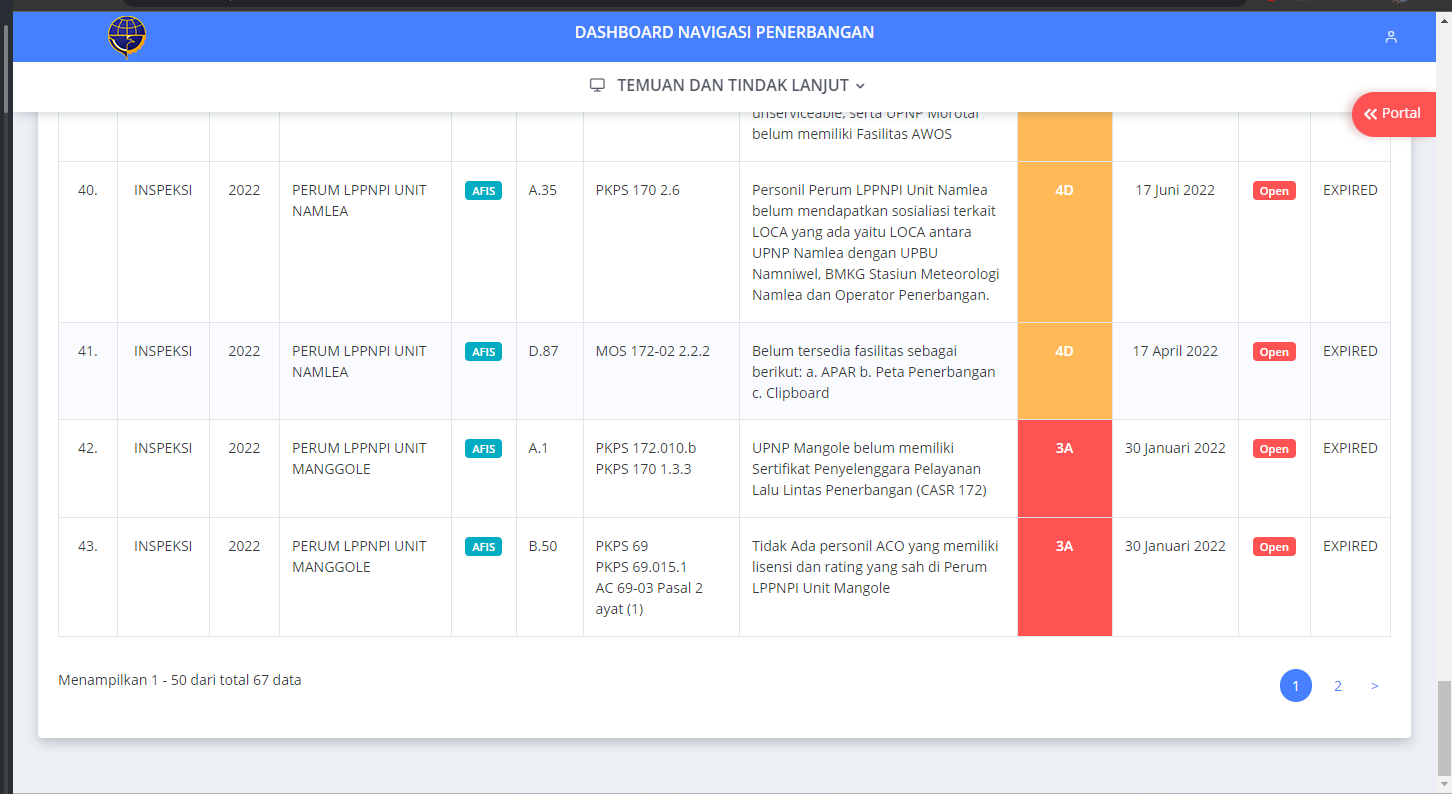 DASHBOARD NAVIGASI PENERBANGAN
TEMUAN DAN TINDAK LANJUT
Portal
unserviceable, serta UPNP Murotai
belum memiliki Fasilitas AWOS
40. INSPEKSI 2022 PERUM LPPNPI UNIT AFIS A.35 PKPS 170 2.6 Personil Perum LPPNPI Unit Namlea 4D 17 Juni 2022 Open EXPIRED
NAMLEA belum mendapatkan sosialiasi terkait
LOCA yang ada yaitu LOCA antara
UPNP Namlea dengan UPBU
Namniwel, BMKG Stasiun Meteorologi
Namlea dan Operator Penerbangan.
41. INSPEKSI 2022 PERUM LPPNPI UNIT AFIS D.87 MOS 172-02 2.2.2 Belum tersedia fasilitas sebagai 4D 17 April 2022 Open EXPIRED
NAMLEA berikut: a. APAR b. Peta Penerbangan
c. Clipboard
42. INSPEKSI 2022 PERUM LPPNPI UNIT AFIS A.1 PKPS 172.010.b UPNP Mangole belum memiliki 3A 30 Januari 2022 Open EXPIRED
MANGGOLE PKPS 170 1.3.3 Sertifikat Penyelenggara Pelayanan
Lalu Lintas Penerbangan (CASR 172)
43. INSPEKSI 2022 PERUM LPPNPI UNIT AFIS B.50 PKPS 69 Tidak Ada personil ACO yang memiliki 3A 30 Januari 2022 Open EXPIRED
MANGGOLE PKPS 69.015.1 lisensi dan rating yang sah di Perum
AC 69-03 Pasal 2 LPPNPI Unit Mangole
ayat (1)
Menampilkan 1 - 50 dari total 67 data
1 2 >